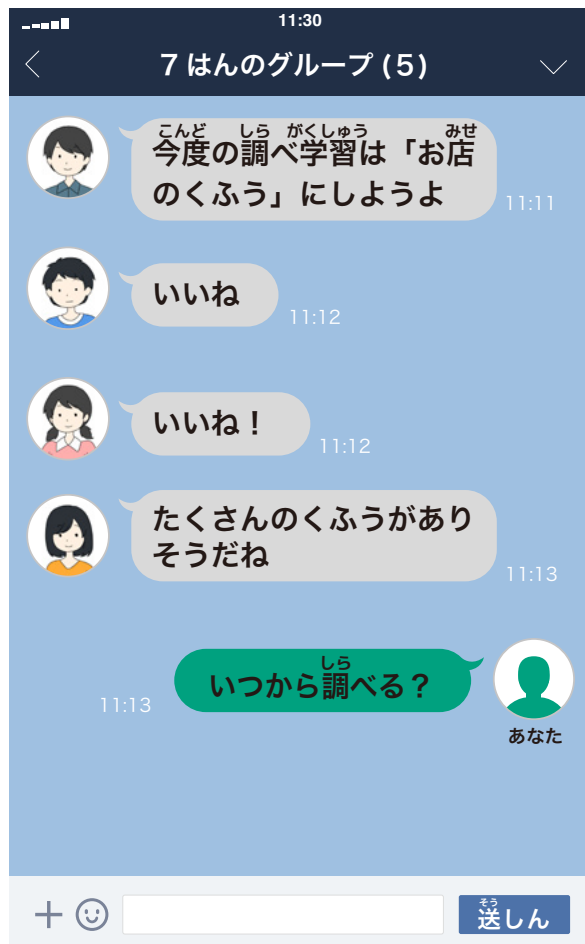 11:30
7はんのグループ(5)
こんど しら がくしゅう みせ
今度の調べ学習は「お店
のくふう」にしようよ
11:11
いいね
11:12
いいね！
11:12
たくさんのくふうがあり
そうだね
11:13
しら
いつから調べる？
11:13
あなた
そう
送しん